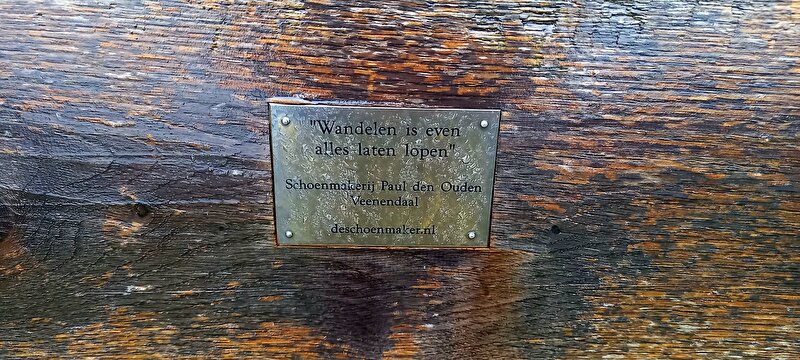 "Wandelen is even
alles laten lopen"
Schoenmakerij Paul den Ouden
Veenendaal
deschoenmaker.nl